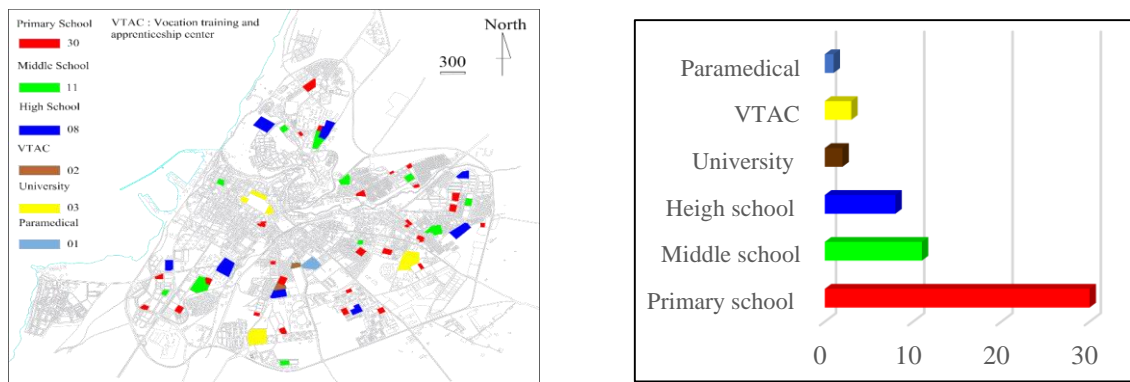 Primary School
30
Middle School
11
High School
08
VTAC
02
University
03
Paramedical
01
VTAC : Vocation training and
apprenticeship center
North
300
Paramedical
VTAC
University
Heigh school
Middle school
Primary school
0 10 20 30